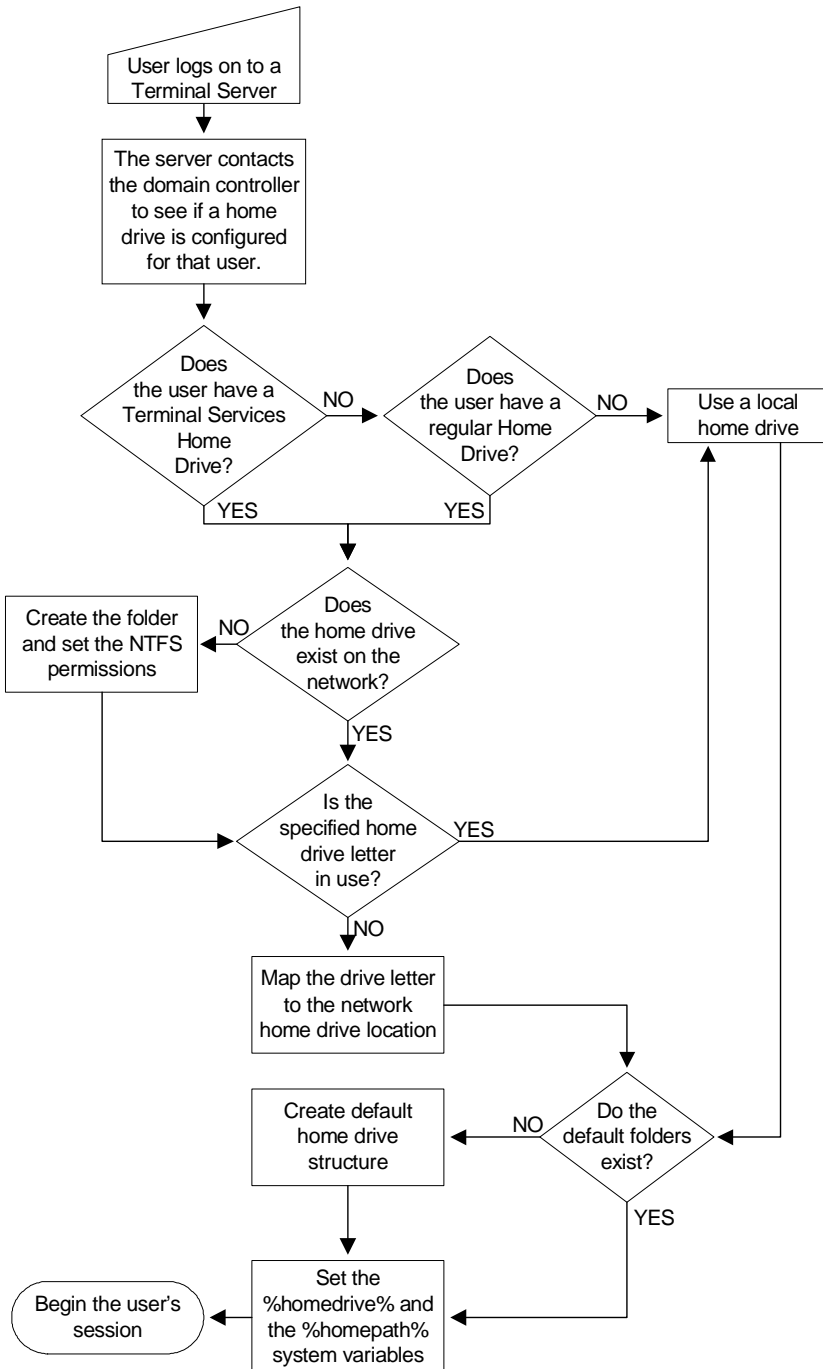 User logs on to a
Terminal Server
The server contacts
the domain controller
to see if a home
drive is configured
for that user.
Does
the user have a
Terminal Services
Home
Drive?
NO
Does
the user have a
regular Home
Drive?
NO
Use a local
home drive
YES
YES
Create the folder
and set the NTFS
permissions
NO
Does
the home drive
exist on the
network?
YES
Is the
specified home
drive letter
in use?
YES
NO
Map the drive letter
to the network
home drive location
Create default
home drive
structure
NO
Do the
default folders
exist?
YES
Begin the user's
session
Set the
%homedrive% and
the %homepath%
system variables